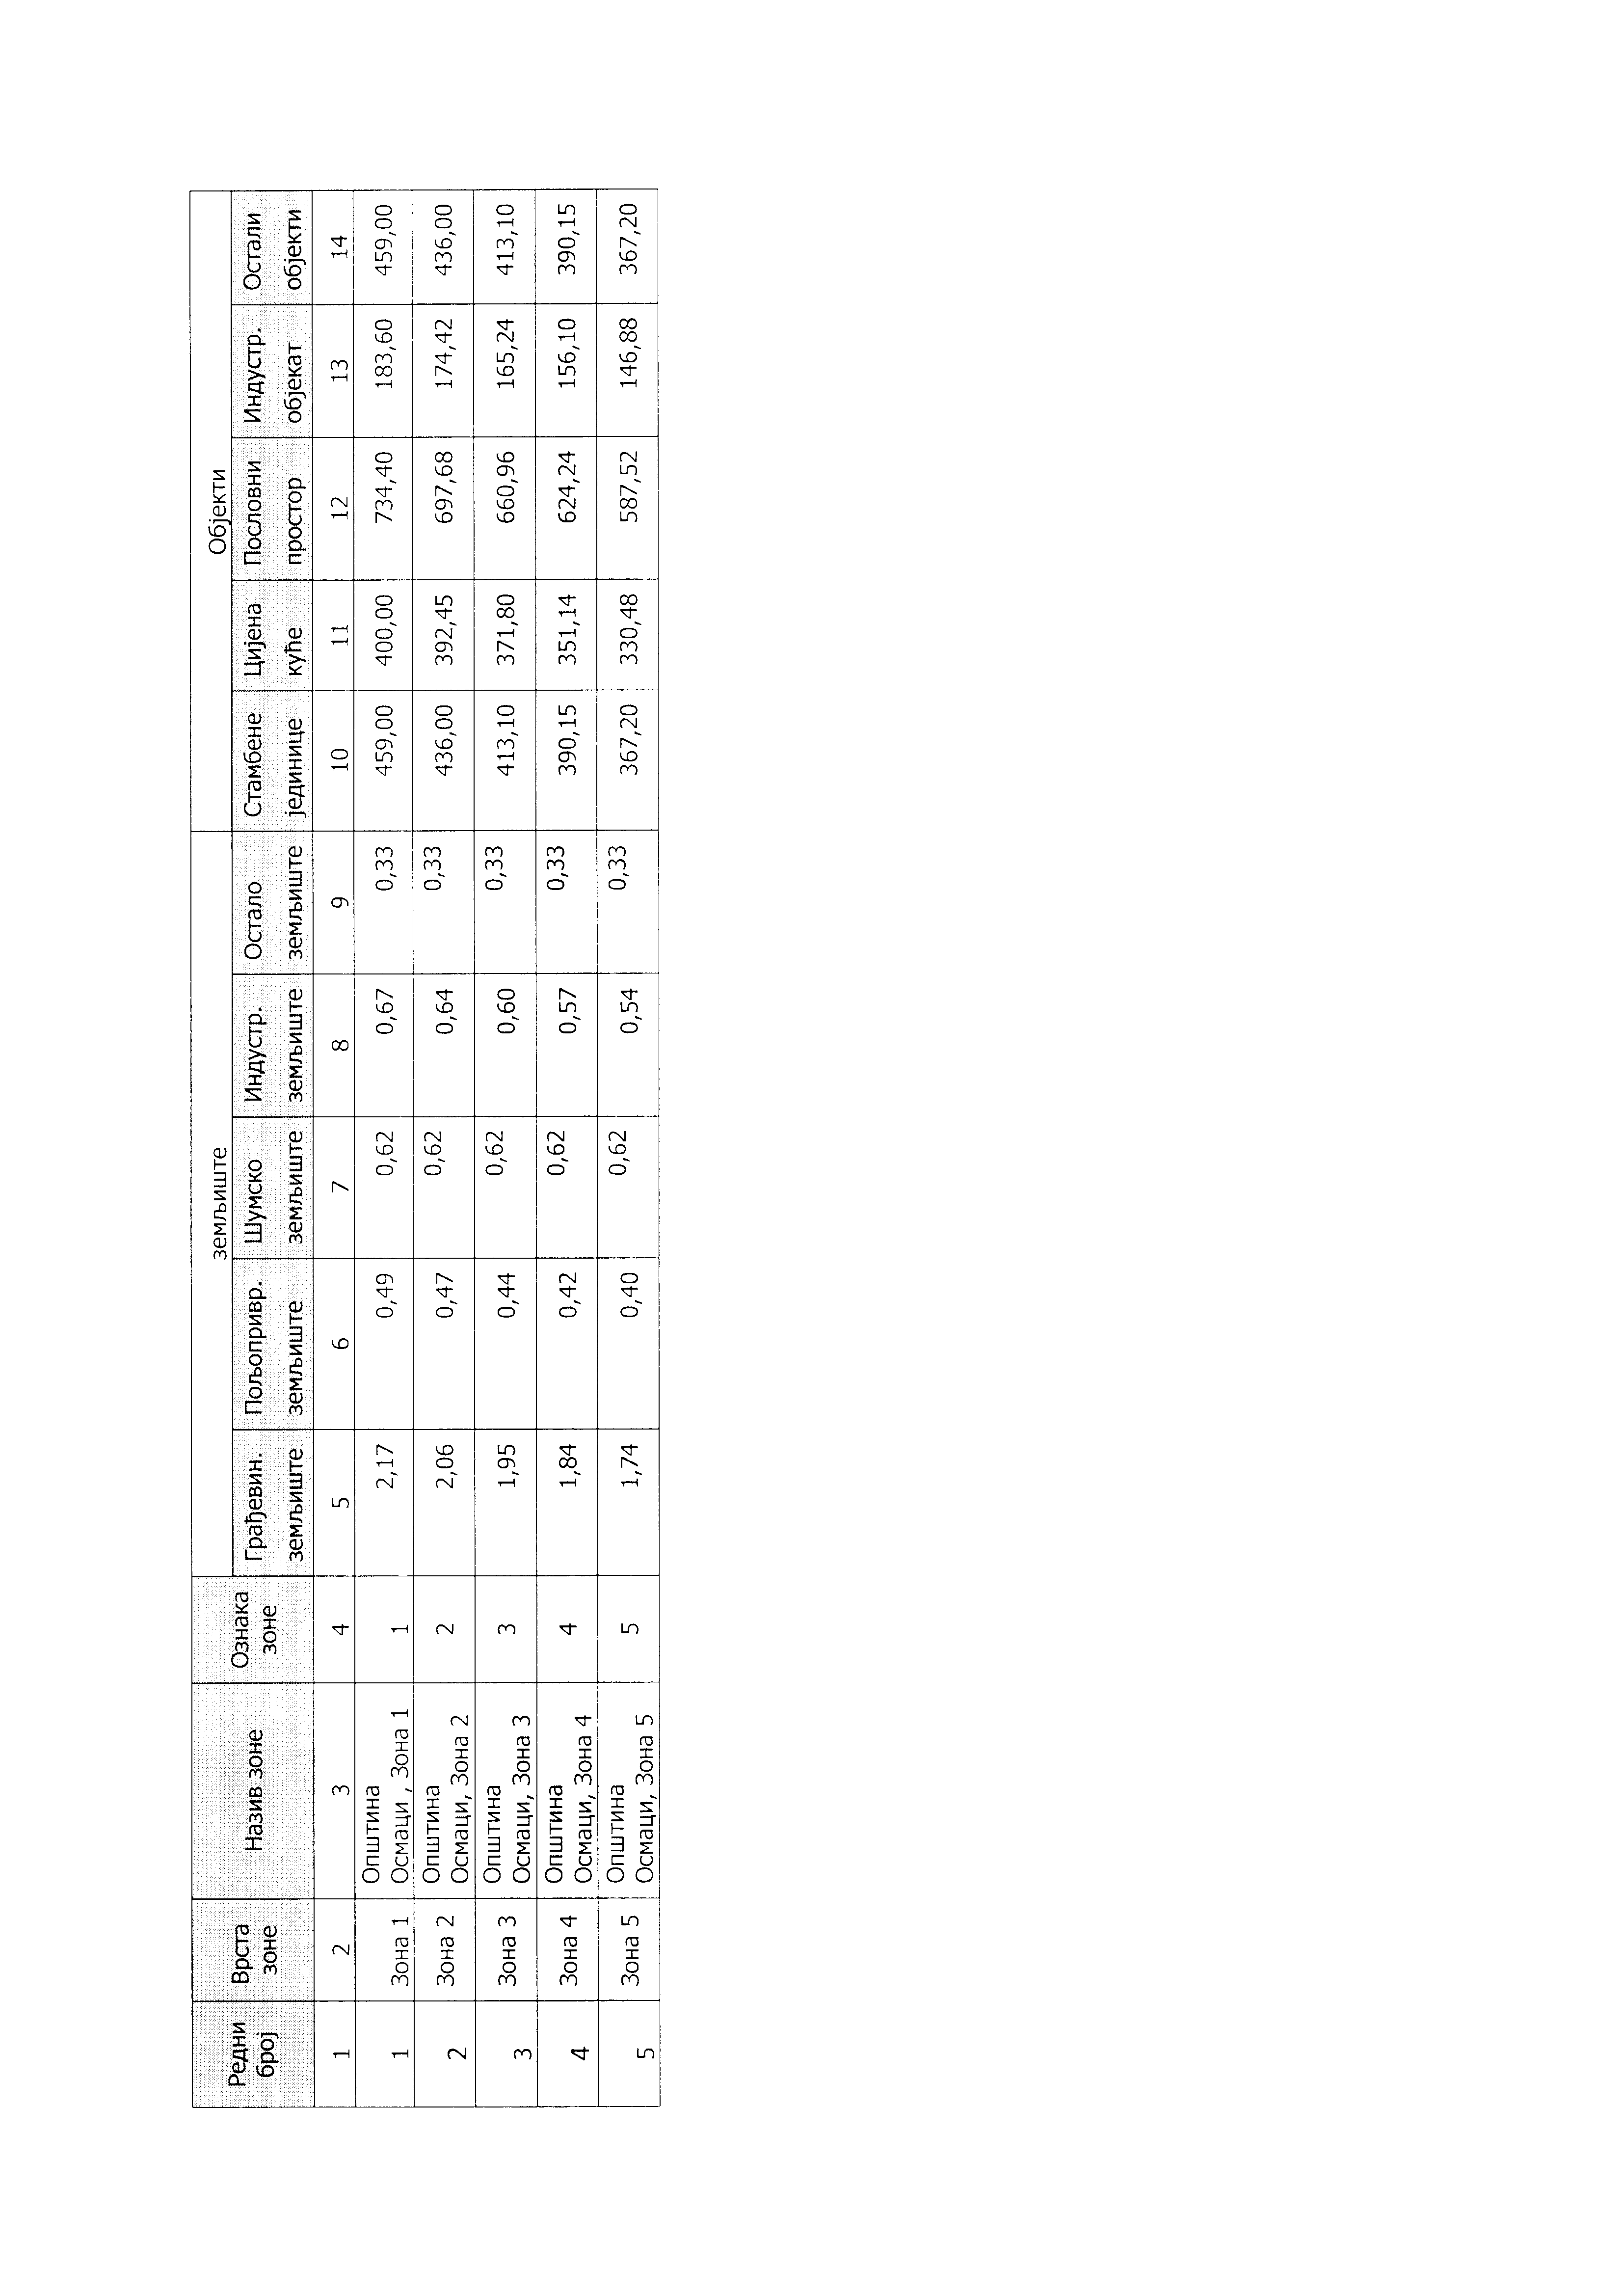 земљиште Објекти
Редни број Врста зоне Назив зоне Ознака зоне Грађевин. земљиште Пољопривр. земљиште Шумско земљиште Индустр. земљиште Остало земљиште Стамбене јединице Цијена куће Пословни простор Индустр. објекат Остали објекти
1 2 3 4 5 6 7 8 9 10 11 12 13 14
1 Зона 1 Општина Осмаци , Зона 1 1 2,17 0,49 0,62 0,67 0,33 459,00 400,00 734,40 183,60 459,00
2 Зона 2 Општина Осмаци, Зона 2 2 2,06 0,47 0,62 0,64 0,33 436,00 392,45 697,68 174,42 436,00
3 Зона 3 Општина Осмаци, Зона 3 3 1,95 0,44 0,62 0,60 0,33 413,10 371,80 660,96 165,24 413,10
4 Зона 4 Општина Осмаци, Зона 4 4 1,84 0,42 0,62 0,57 0,33 390,15 351,14 624,24 156,10 390,15
5 Зона 5 Општина Осмаци, Зона 5 5 1,74 0,40 0,62 0,54 0,33 367,20 330,48 587,52 146,88 367,20